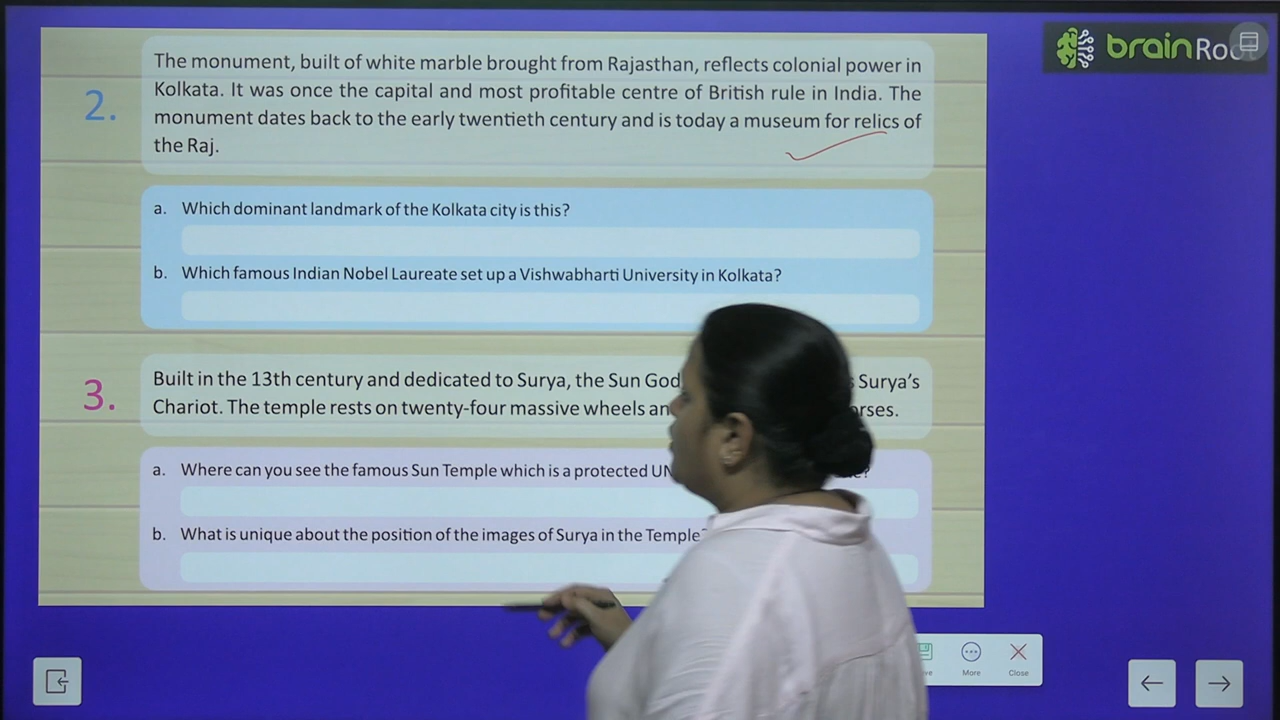 brainRo
2.
The monument, built of white marble brought from Rajasthan, reflects colonial power in
Kolkata. It was once the capital and most profitable centre of British rule in India. The
monument dates back to the early twentieth century and is today a museum for relics of
the Raj.
a. Which dominant landmark of the Kolkata city is this?
b. Which famous Indian Nobel Laureate set up a Vishwabharti University in Kolkata?
3.
Built in the 13th century and dedicated to Surya, the Sun God Surya's
Chariot. The temple rests on twenty-four massive wheels
a. Where can you see the famous Sun Temple which is a protected
b. What is unique about the position of the images of Surya in the Temple?
More Close